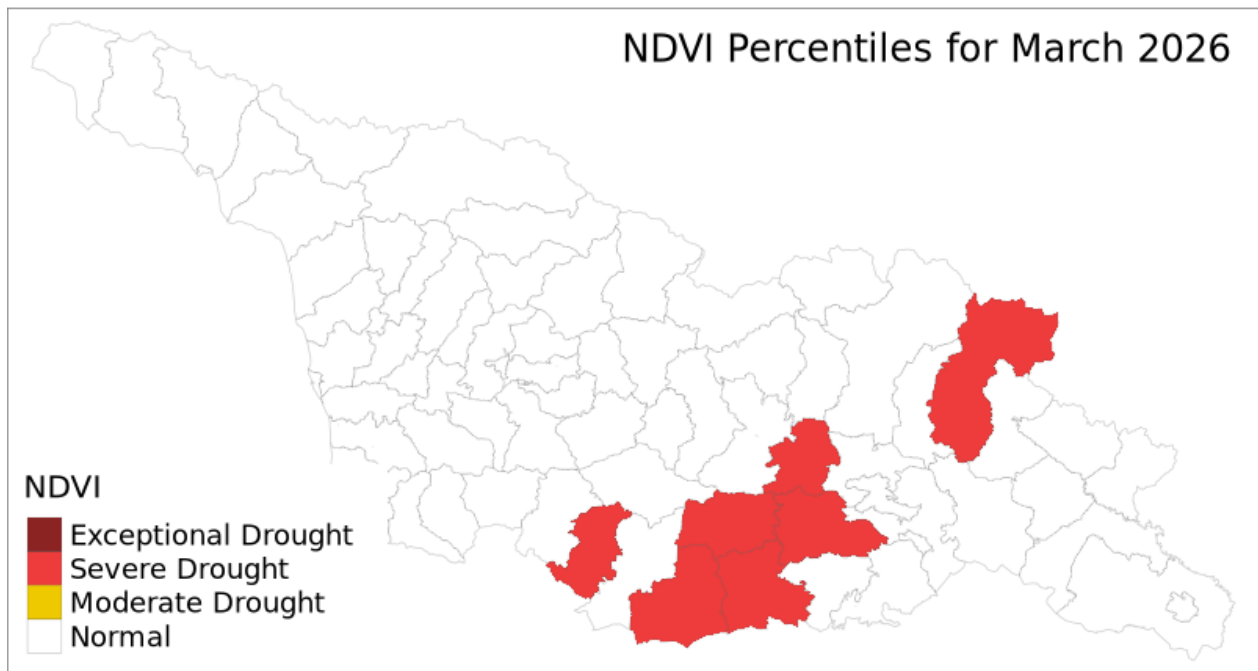 NDVI Percentiles for March 2026
NDVI
Exceptional Drought
Severe Drought
Moderate Drought
Normal